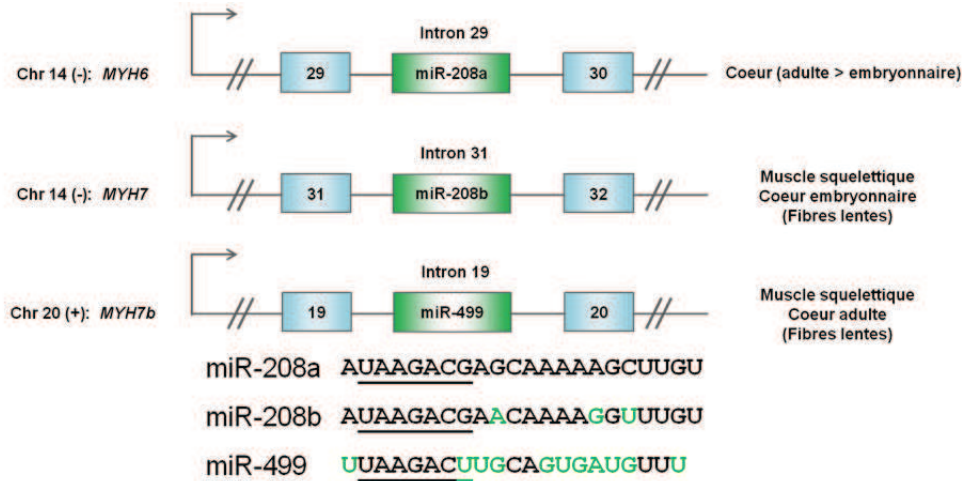 Intron 29
Chr 14 (-): MYH6 29 miR-208a 30 Coeur (adulte > embryonnaire)
Intron 31
Chr 14 (-): MYH7 31 miR-208b 32
Muscle squelettique
Coeur embryonnaire
(Fibres lentes)
Intron 19
Chr 20 (+): MYH7b 19 miR-499 20
Muscle squelettique
Coeur adulte
(Fibres lentes)
miR-208a AUAAGACGAGCAAAAAGCUUGU
miR-208b AUAAGACGAACAAAAGGUUUGU
miR-499 UUAAGACUUGCAGUGAUGUUU